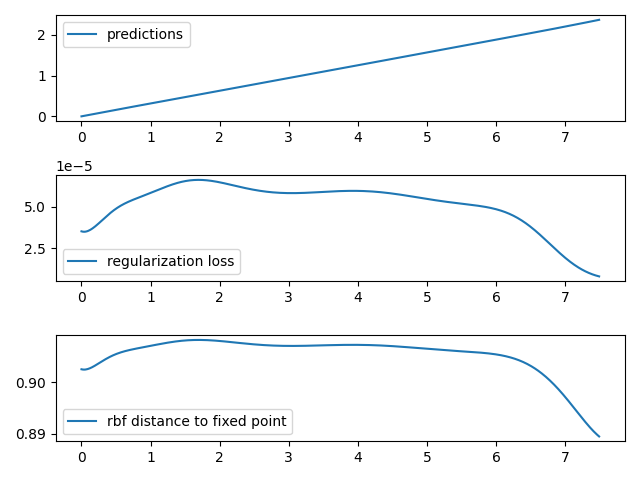 2
1
0
predictions
0 1 2 3 4 5 6 7
1e−5
5.0
2.5
regularization loss
0 1 2 3 4 5 6 7
0.90
0.89
rbf distance to fixed point
0 1 2 3 4 5 6 7